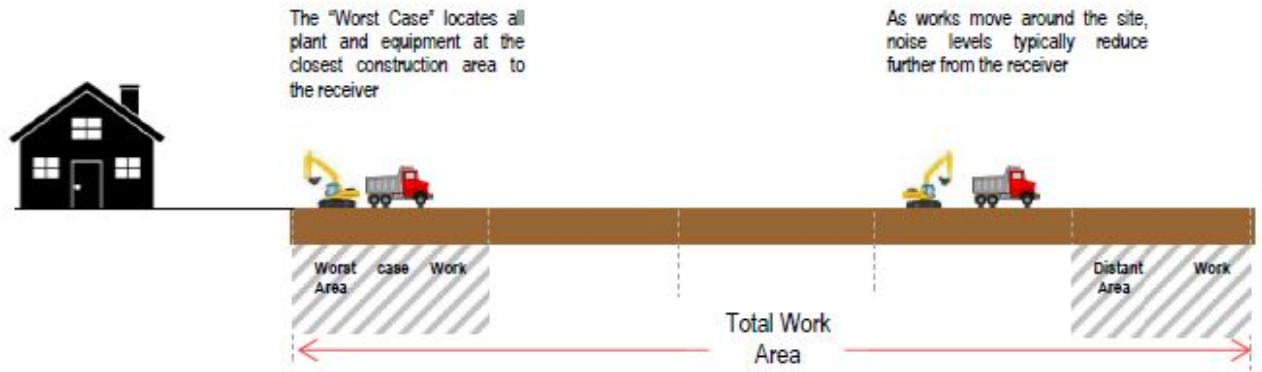 The “Worst Case” locates all
plant and equipment at the
closest construction area to
the receiver
As works move around the site,
noise levels typically reduce
further from the receiver
Worst case Work
Area
Distant Work
Area
Total Work
Area